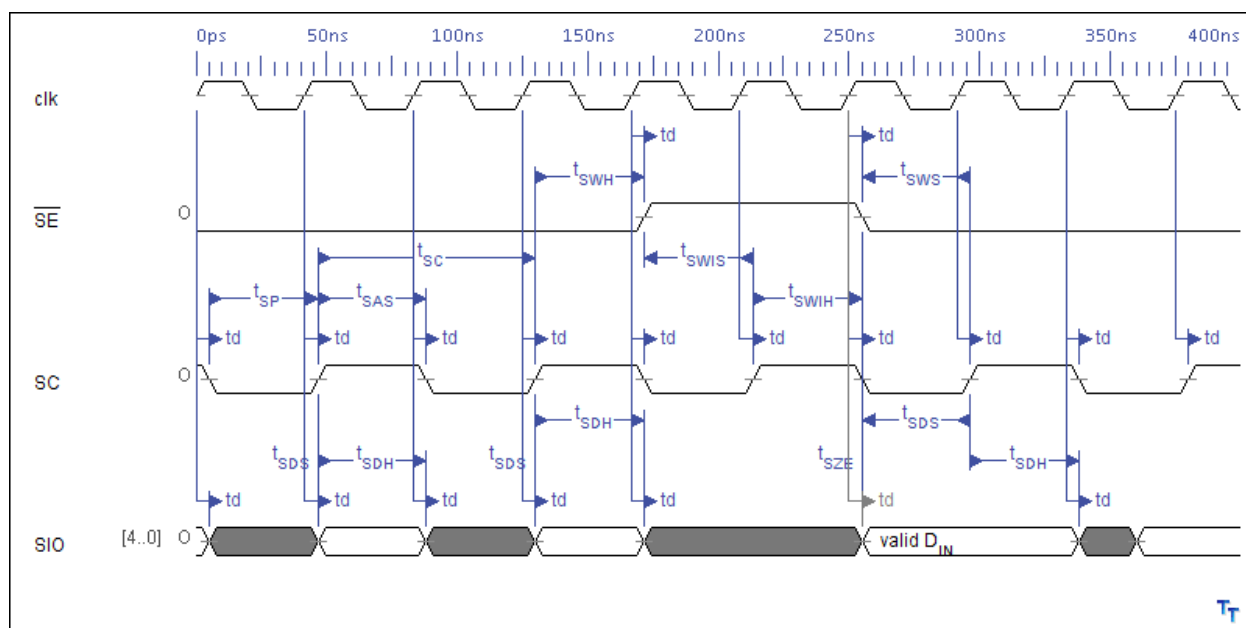 0ps 50ns 100ns 150ns 200ns 250ns 300ns 350ns 400ns
clk
td td
tSWH tSWS
SE O
tSC tSWIS
tSP tSAS tSWIH
td td td td td td td td td
SC O
tSDH tSDS
tSDS tSDH tSDS tSZE tSDH
td td td td td td td
SIO [4..0] O valid DIN
TT